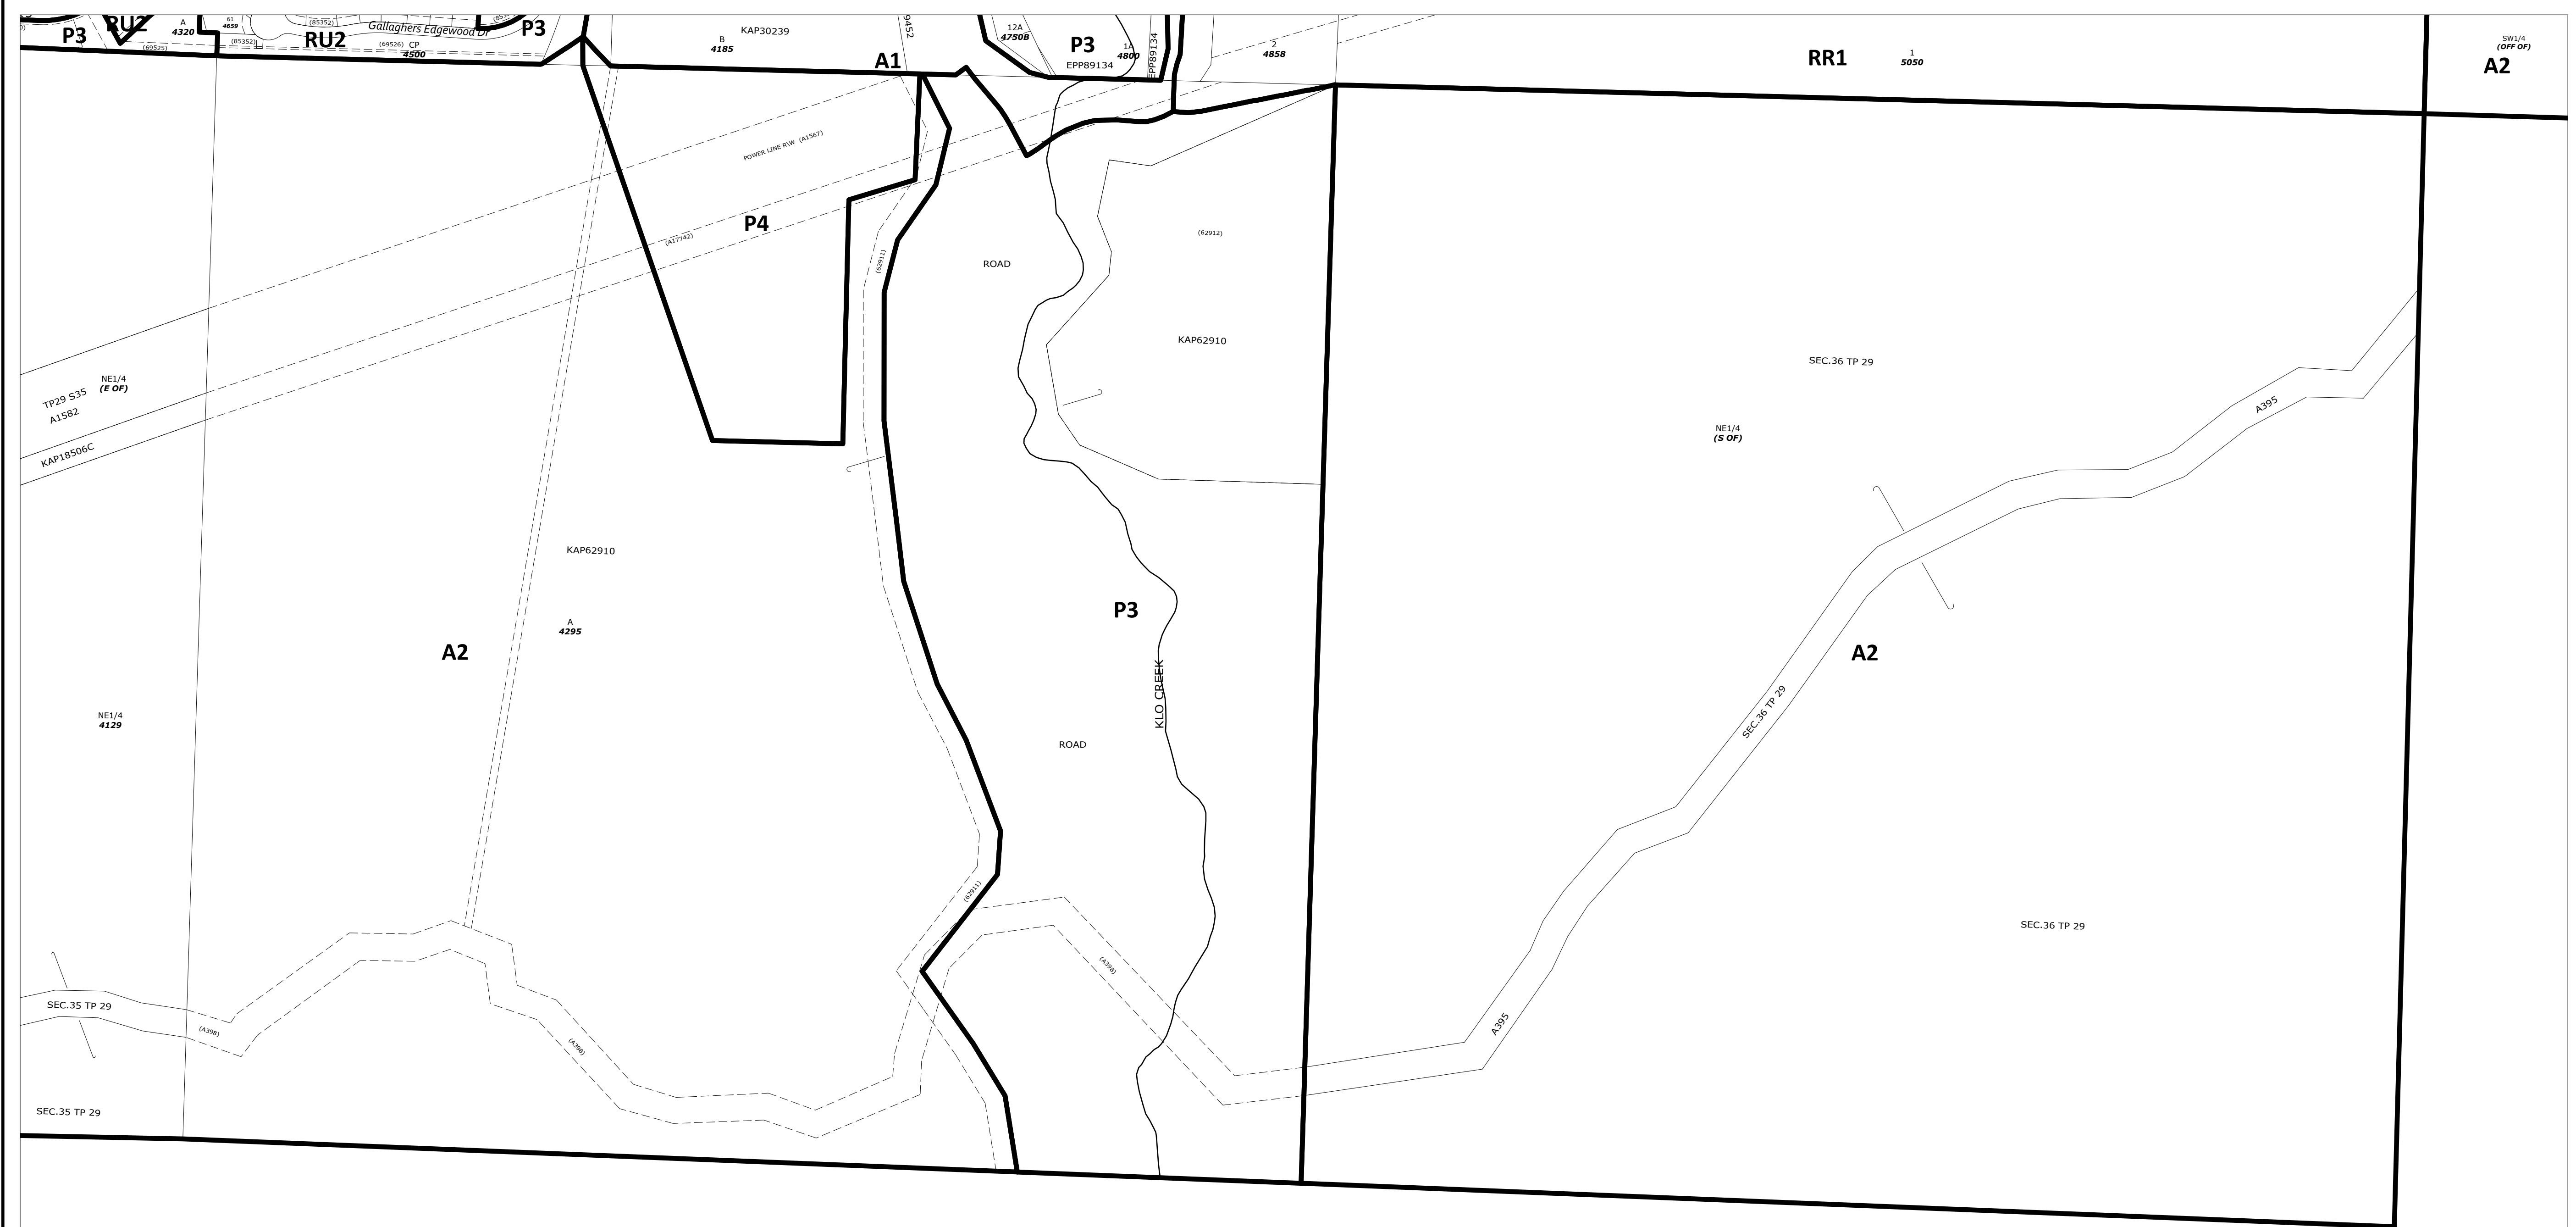 P3
RU2
A
4320
61
4659
(85352)
(85352)
(69525)
RU2
Gallaghers Edgewood Dr
(69526)
CP
4500
P3
KAP30239
B
4185
A1
12A
4750B
P3
1A
4800
EPP89134
EPP89134
2
4858
RR1
1
5050
SW1/4
(OFF OF)
A2
POWER LINE R\W (A1567)
P4
(A17742)
(62911)
ROAD
(62912)
KAP62910
SEC.36 TP 29
NE1/4
(E OF)
TP29 S35
A1582
KAP18506C
NE1/4
(S OF)
A395
KAP62910
A
4295
A2
P3
KLO CREEK
A2
SEC.36 TP 29
NE1/4
4129
ROAD
(62911)
SEC.36 TP 29
(A398)
A395
SEC.35 TP 29
(A398)
(A398)
SEC.35 TP 29